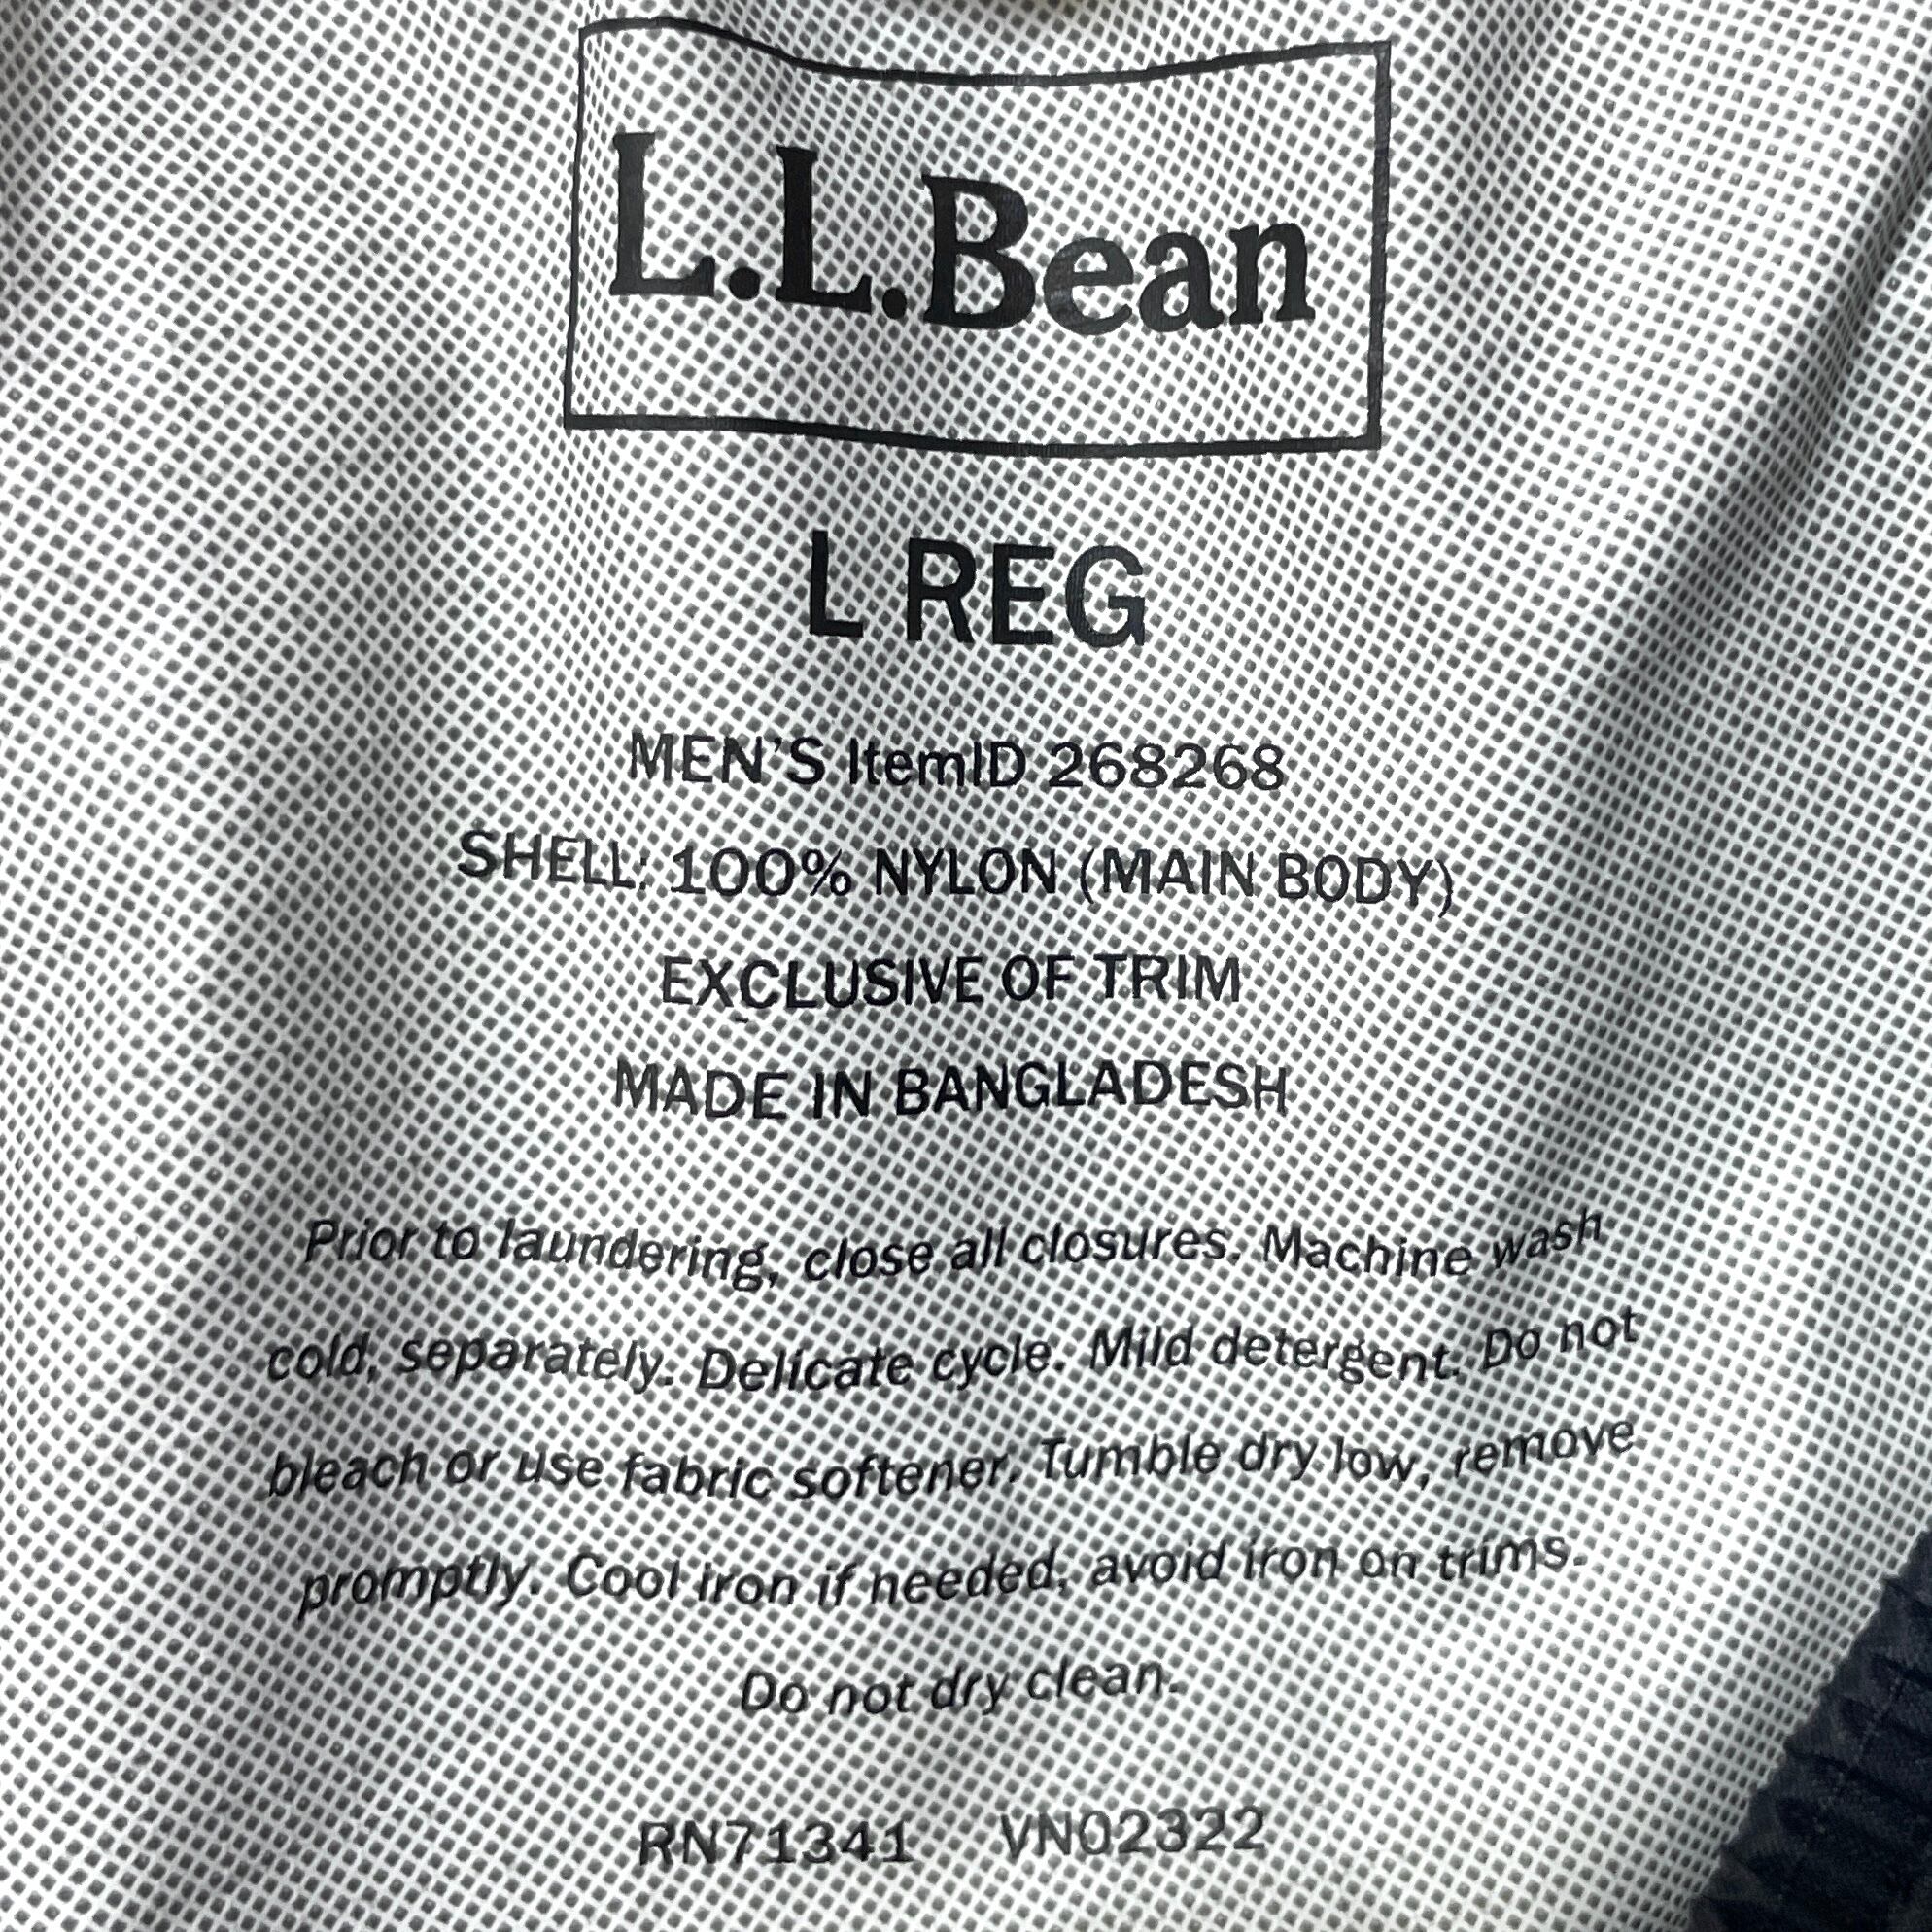 L.L.Bean
L REG
MEN'S ItemID 268268
SHELL: 100% NYLON (MAIN BODY)
EXCLUSIVE OF TRIM
MADE IN BANGLADESH
Prior to laundering, close all closures. Machine wash
cold, separately. Delicate cycle. Mild detergent. Do not
bleach or use fabric softener. Tumble dry low, remove
promptly. Cool iron if needed, avoid iron on trims.
Do not dry clean.
RN71341 VN02322